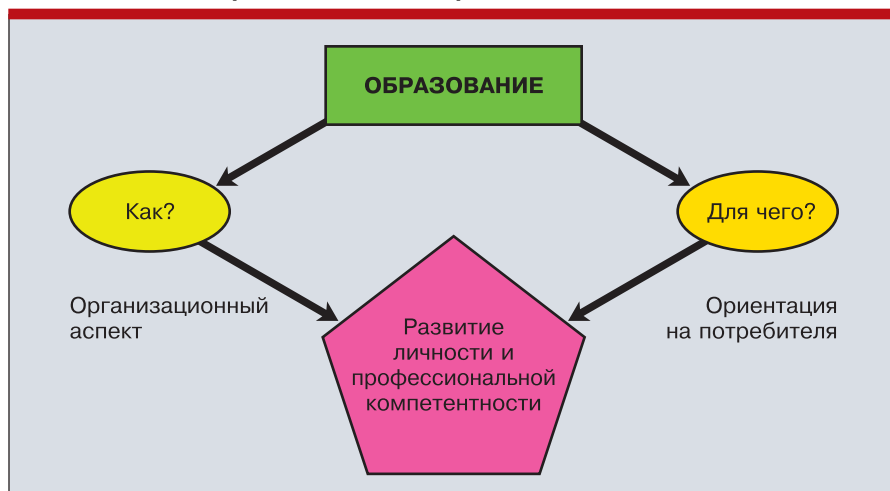 ОБРАЗОВАНИЕ
Как?
Для чего?
Организационный
аспект
Ориентация
на потребителя
Развитие
личности и
профессиональной
компетентности